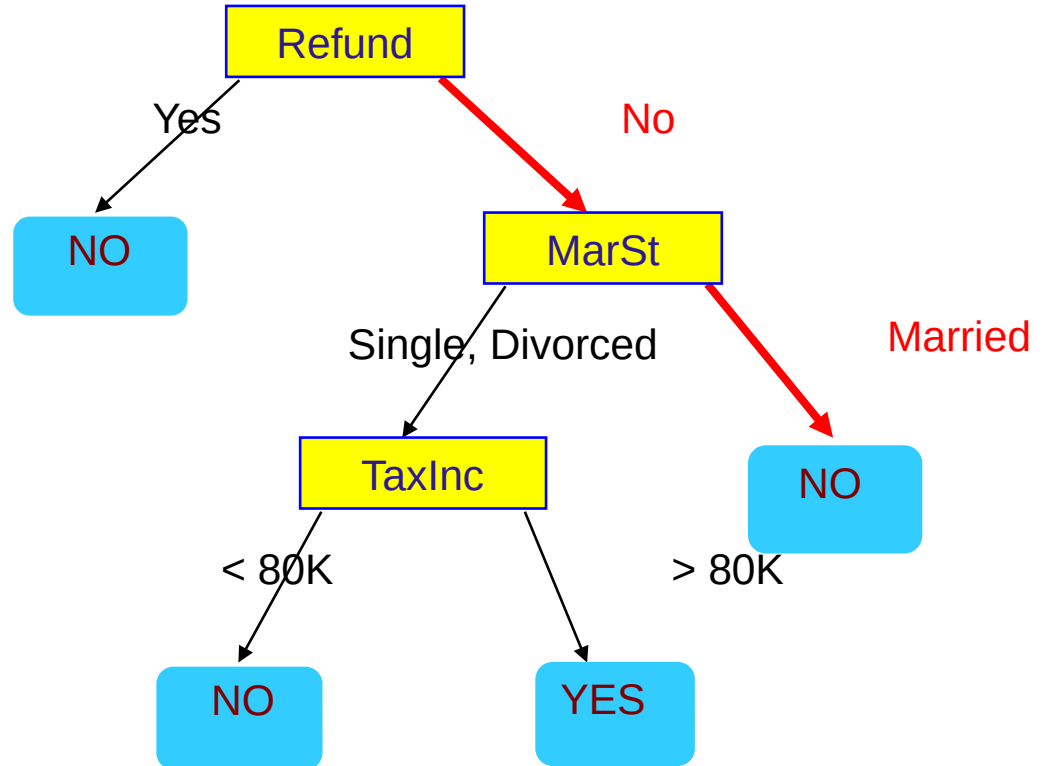 Refund
Yes
No
NO
MarSt
Single, Divorced
Married
TaxInc
NO
< 80K
> 80K
NO
YES